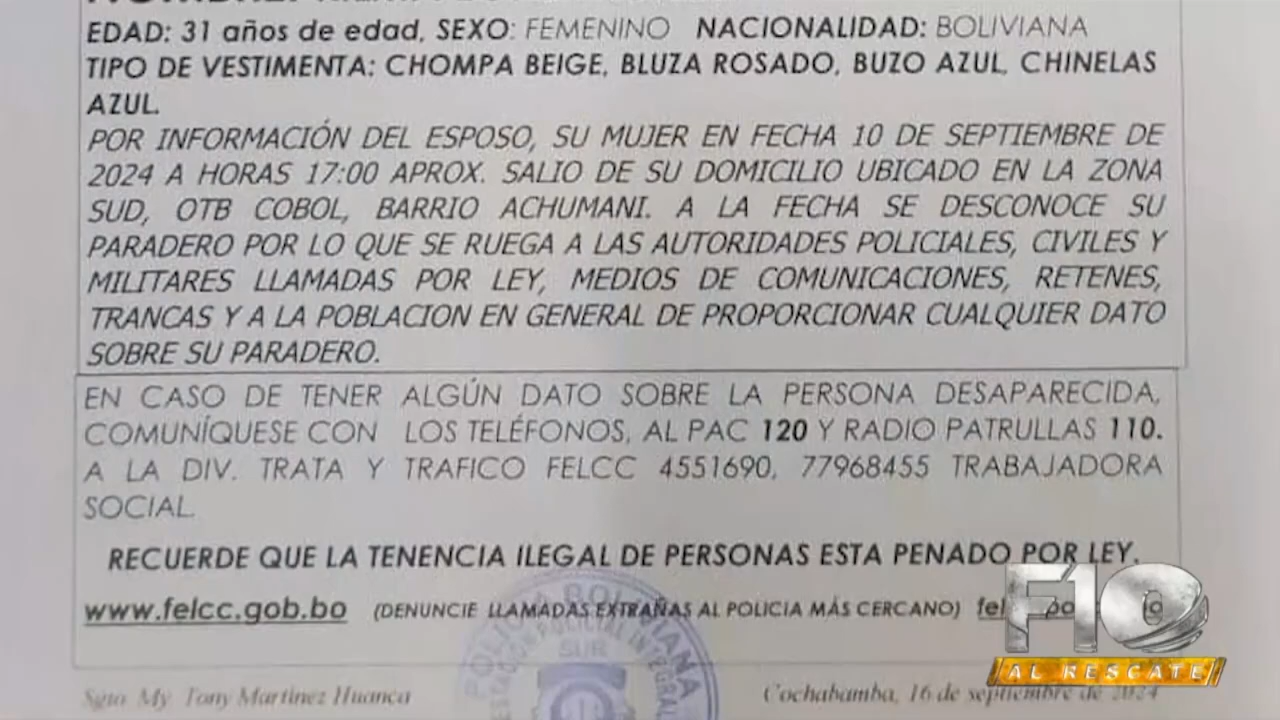 EDAD: 31 años de edad, SEXO: FEMENINO NACIONALIDAD: BOLIVIANA
TIPO DE VESTIMENTA: CHOMPA BEIGE, BLUZA ROSADO, BUZO AZUL, CHINELAS
AZUL.
POR INFORMACIÓN DEL ESPOSO, SU MUJER EN FECHA 10 DE SEPTIEMBRE DE
2024 A HORAS 17:00 APROX. SALIO DE SU DOMICILIO UBICADO EN LA ZONA
SUD, OTB COBOL, BARRIO ACHUMANI. A LA FECHA SE DESCONOCE SU
PARADERO POR LO QUE SE RUEGA A LAS AUTORIDADES POLICIALES, CIVILES Y
MILITARES LLAMADAS POR LEY, MEDIOS DE COMUNICACIONES, RETENES,
TRANCAS Y A LA POBLACION EN GENERAL DE PROPORCIONAR CUALQUIER DATO
SOBRE SU PARADERO.
EN CASO DE TENER ALGÚN DATO SOBRE LA PERSONA DESAPARECIDA,
COMUNÍQUESE CON LOS TELÉFONOS, AL PAC 120 Y RADIO PATRULLAS 110.
A LA DIV. TRATA Y TRAFICO FELCC 4551690, 77968455 TRABAJADORA
SOCIAL.
RECUERDE QUE LA TENENCIA ILEGAL DE PERSONAS ESTA PENADO POR LEY.
www.felcc.gob.bo (DENUNCIE LLAMADAS EXTRAÑAS AL POLICIA MÁS CERCANO)
POLICIA BOLIVIANA
ESTACION POLICIAL INTEGRAL
SUR
F10
AL RESCATE
Sgto. My. Tony Martinez Huanca Cochabamba, 16 de septiembre de 2024